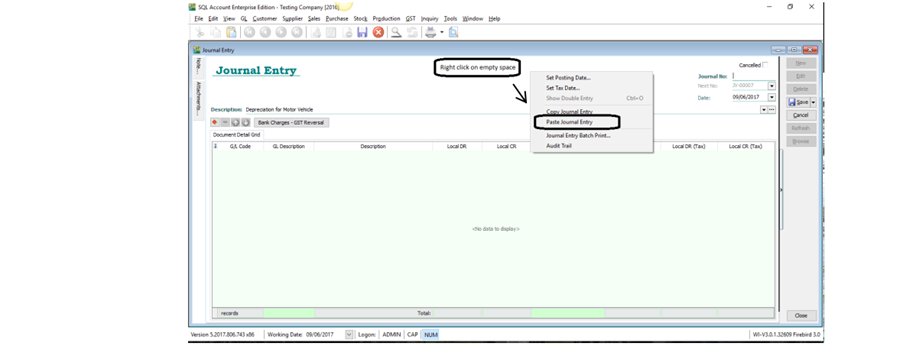 SQL Account Enterprise Edition - Testing Company [2016]
File Edit View GL Customer Supplier Sales Purchase Stock Production GST Inquiry Tools Window Help
Journal Entry
Note...
Attachments...
Journal Entry
Right click on empty space
Cancelled
Journal No:
Next No: JV-00007
Date: 09/06/2017
New
Edit
Delete
Save
Cancel
Refresh
Browse
Set Posting Date...
Set Tax Date...
Show Double Entry Ctrl+O
Copy Journal Entry
Paste Journal Entry
Journal Entry Batch Print...
Audit Trail
Description: Deprecation for Motor Vehicle
Bank Charges - GST Reversal
Document Detail Grid
G/L Code GL Description Description Local DR Local CR Local DR (Tax) Local CR (Tax)
<No data to display>
records Total:
Close
Version 5.2017.806.743 x86 Working Date 09/06/2017 Logon: ADMIN CAP NUM WI-V3.0.1.32609 Firebird 3.0